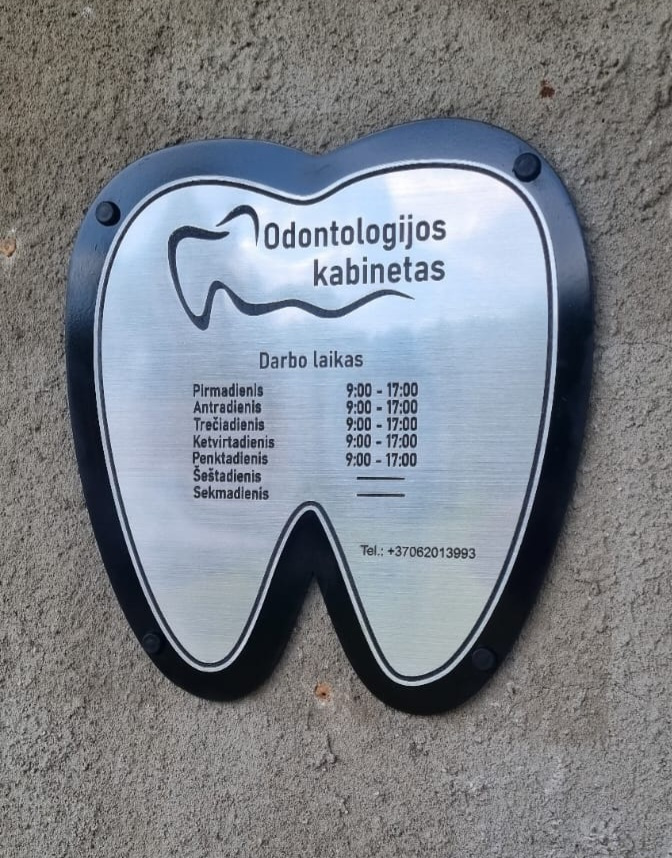 Odontologijos
kabinetas
Darbo laikas
Pirmadienis 9:00 - 17:00
Antradienis 9:00 - 17:00
Trečiadienis 9:00 - 17:00
Ketvirtadienis 9:00 - 17:00
Penktadienis 9:00 - 17:00
Šeštadienis
Sekmadienis
Tel.: +37062013993